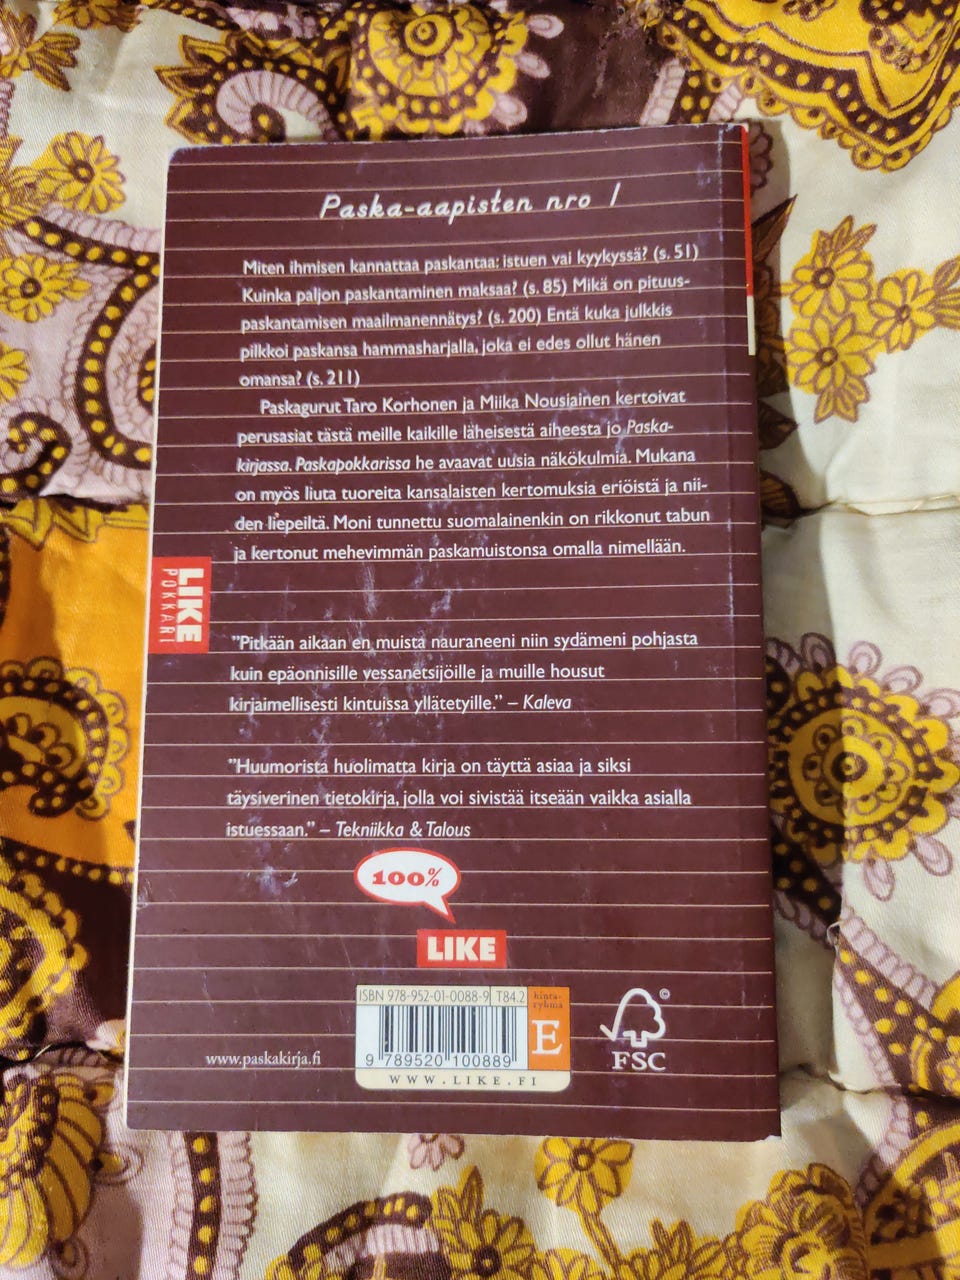 Paska-aapisten nro 1
Miten ihmisen kannattaa paskantaa: istuen vai kyykyssä? (s. 51)
Kuinka paljon paskantaminen maksaa? (s. 85) Mikä on pituus-
paskantamisen maailmanennätys? (s. 200) Entä kuka julkkis
pilkkoi paskansa hammasharjalla, joka ei edes ollut hänen
omansa? (s. 211)
Paskagurut Taro Korhonen ja Miika Nousiainen kertoivat
perusasiat tästä meille kaikille läheisestä aiheesta jo Paska-
kirjassa. Paskapokkarissa he avaavat uusia näkökulmia. Mukana
on myös liuta tuoreita kansalaisten kertomuksia eriöistä ja nii-
den liepeiltä. Moni tunnettu suomalainenkin on rikkonut tabun
ja kertonut mehevimmän paskamuistonsa omalla nimellään.
LIKE
POKKARI
"Pitkään aikaan en muista nauraneeni niin sydämeni pohjasta
kuin epäonnisille vessanetsijöille ja muille housut
kirjaimellisesti kintuissa yllätetyille." – Kaleva
"Huumorista huolimatta kirja on täyttä asiaa ja siksi
täysiverinen tietokirja, jolla voi sivistää itseään vaikka asialla
istuessaan." – Tekniikka & Talous
100%
LIKE
ISBN 978-952-01-0088-9 T84.2
hinta-
ryhmä
E
9 789520 100889
WWW.LIKE.FI
www.paskakirja.fi
©
FSC